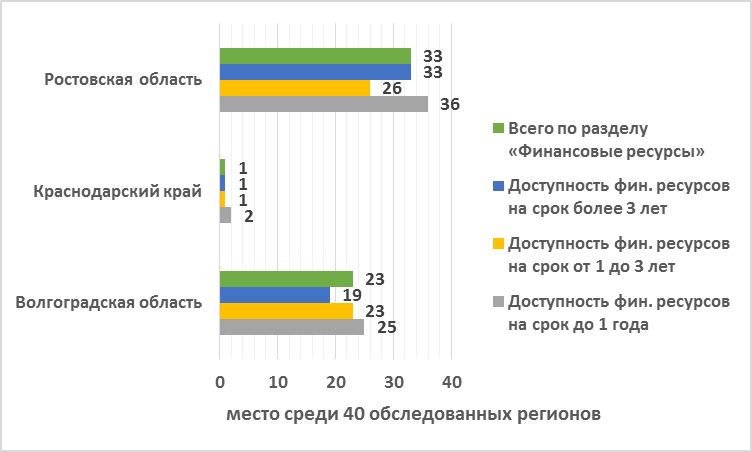 Ростовская область
33
33
26
36
Краснодарский край
1
1
1
2
Волгоградская область
23
19
23
25
0 10 20 30 40
место среди 40 обследованных регионов
Всего по разделу
«Финансовые ресурсы»
Доступность фин. ресурсов
на срок более 3 лет
Доступность фин. ресурсов
на срок от 1 до 3 лет
Доступность фин. ресурсов
на срок до 1 года